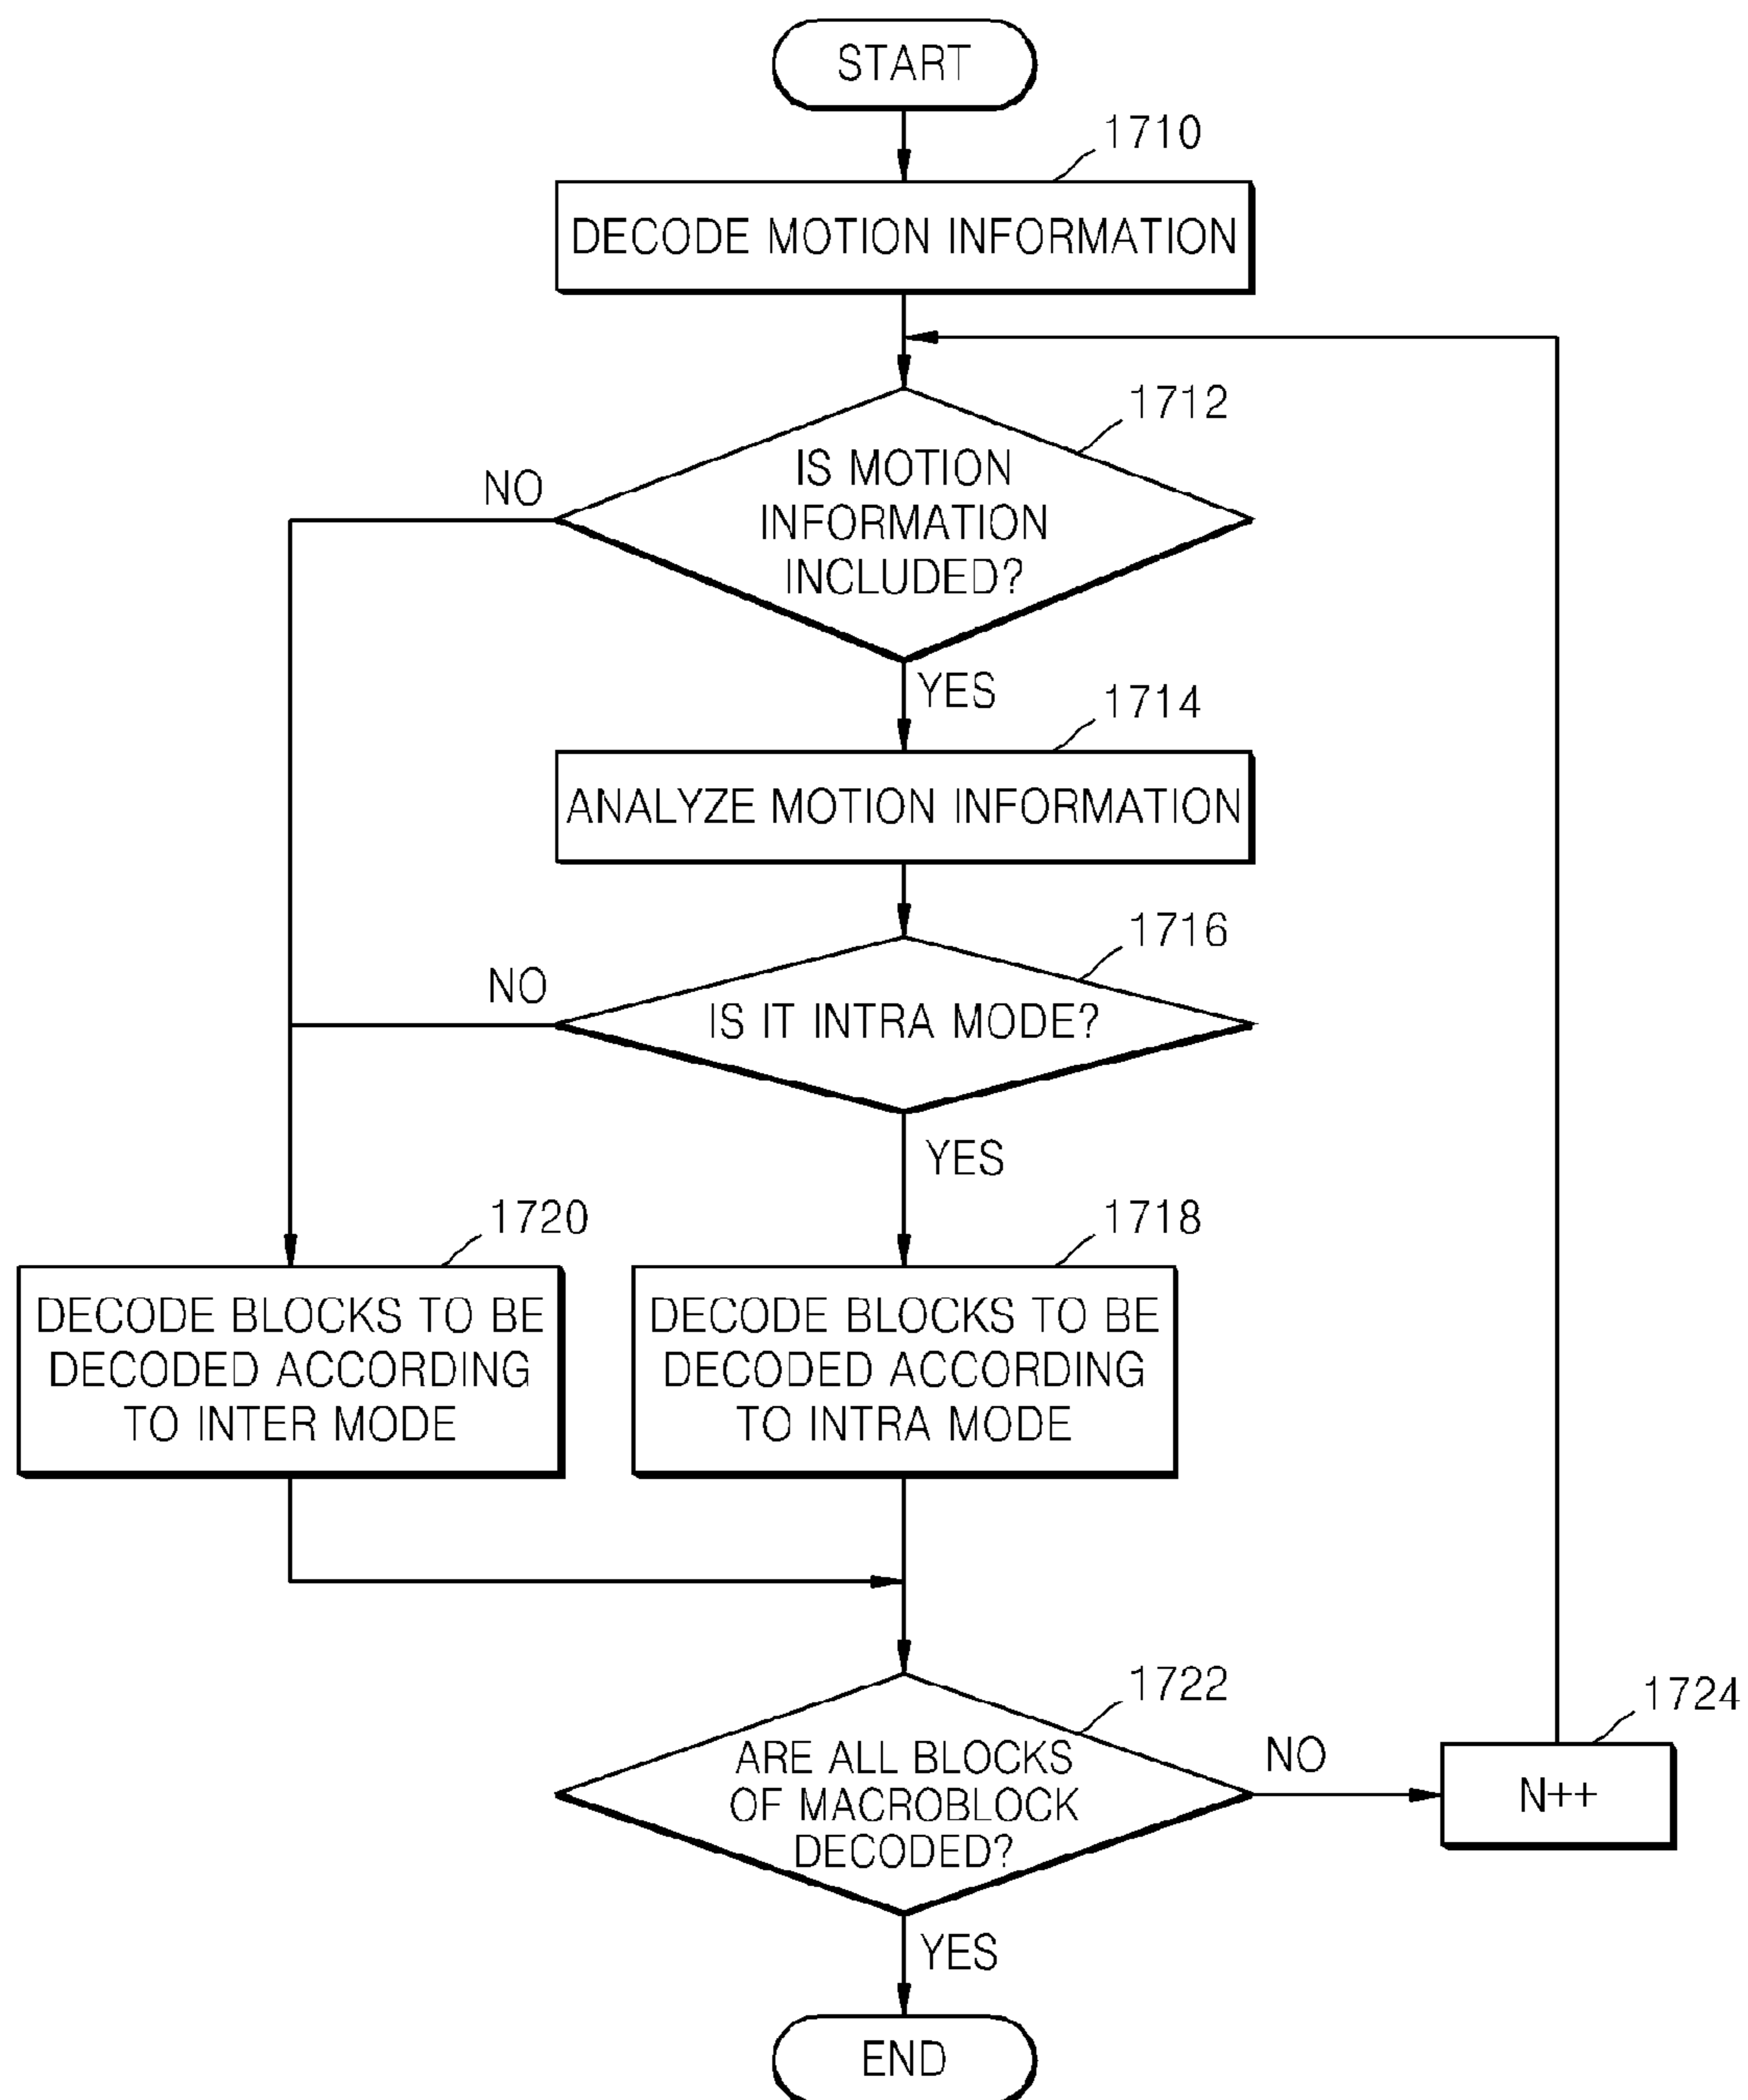 START
1710
DECODE MOTION INFORMATION
1712
IS MOTION
INFORMATION
INCLUDED?
NO
YES
1714
ANALYZE MOTION INFORMATION
1716
IS IT INTRA MODE?
NO
YES
1720
DECODE BLOCKS TO BE
DECODED ACCORDING
TO INTER MODE
1718
DECODE BLOCKS TO BE
DECODED ACCORDING
TO INTRA MODE
1722
ARE ALL BLOCKS
OF MACROBLOCK
DECODED?
NO
1724
N++
YES
END